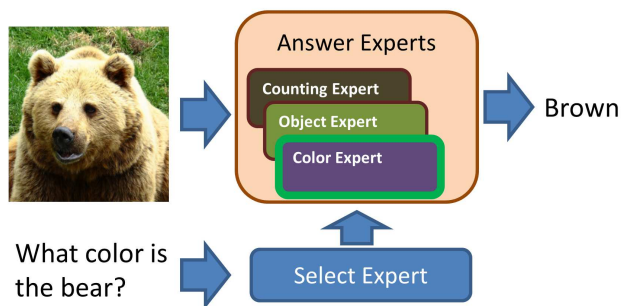 Answer Experts
Counting Expert
Object Expert
Color Expert
Brown
What color is
the bear?
Select Expert